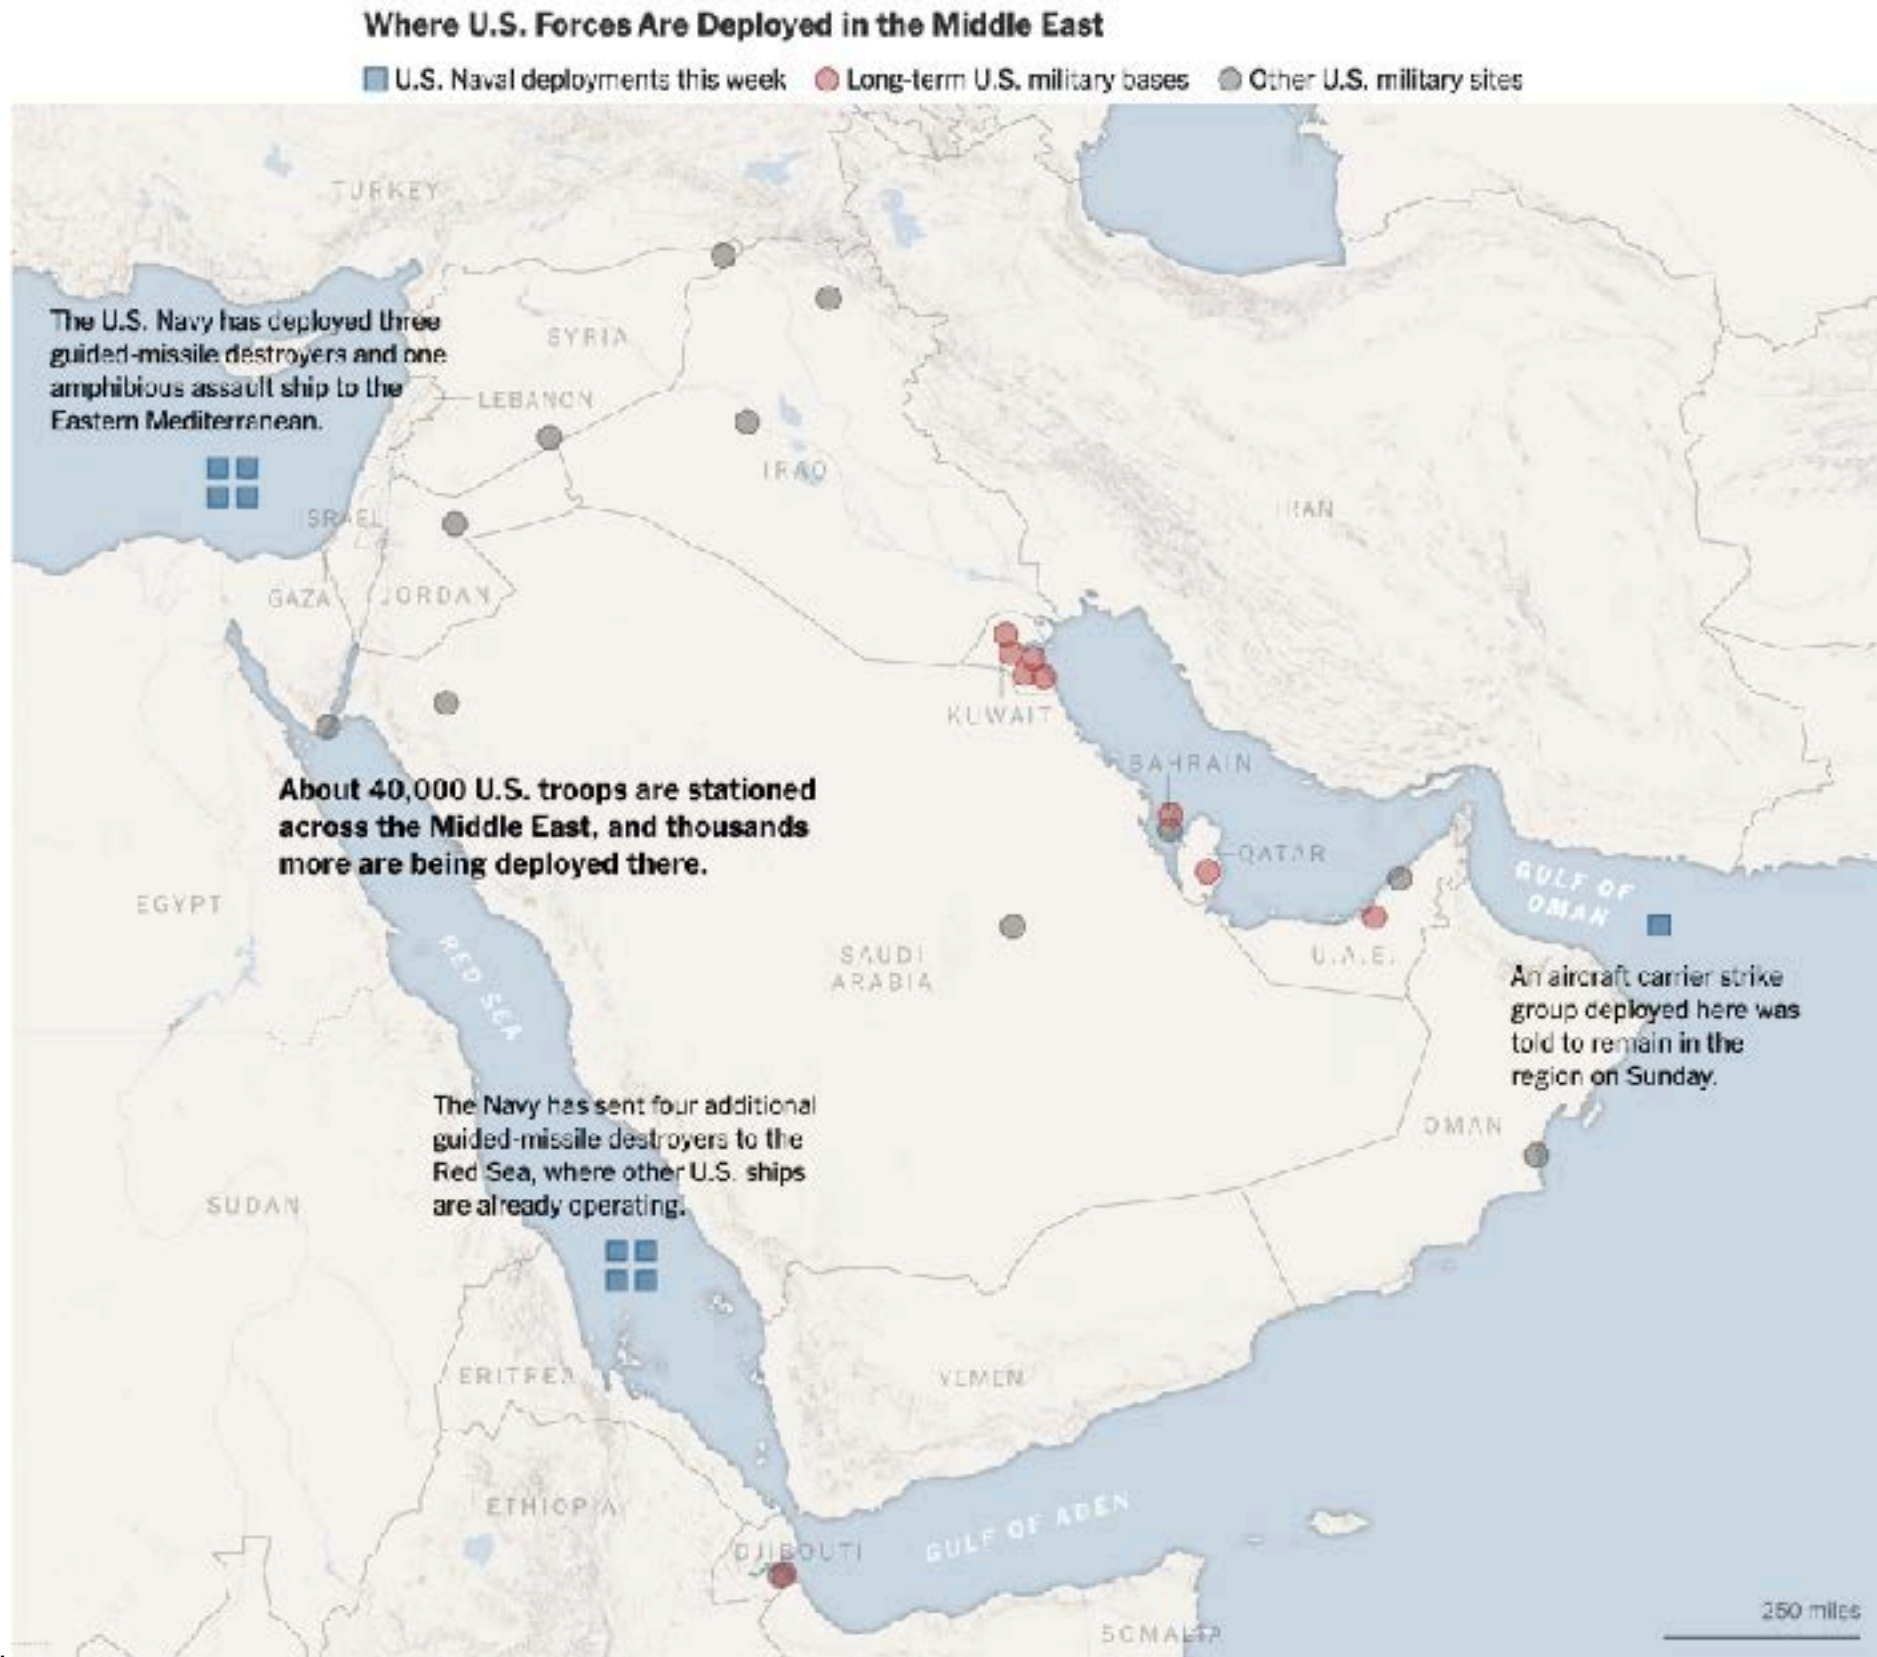 Where U.S. Forces Are Deployed in the Middle East
U.S. Naval deployments this week
Long-term U.S. military bases
Other U.S. military sites
TURKEY
The U.S. Navy has deployed three
guided-missile destroyers and one
amphibious assault ship to the
Eastern Mediterranean.
SYRIA
LEBANON
IRAQ
IRAN
ISRAEL
GAZA
JORDAN
KUWAIT
BAHRAIN
About 40,000 U.S. troops are stationed
across the Middle East, and thousands
more are being deployed there.
QATAR
EGYPT
GULF OF
OMAN
RED SEA
SAUDI
ARABIA
U.A.E.
An aircraft carrier strike
group deployed here was
told to remain in the
region on Sunday.
The Navy has sent four additional
guided-missile destroyers to the
Red Sea, where other U.S. ships
are already operating.
OMAN
SUDAN
ERITREA
YEMEN
ETHIOPIA
GULF OF ADEN
DJIBOUTI
250 miles
SOMALIA